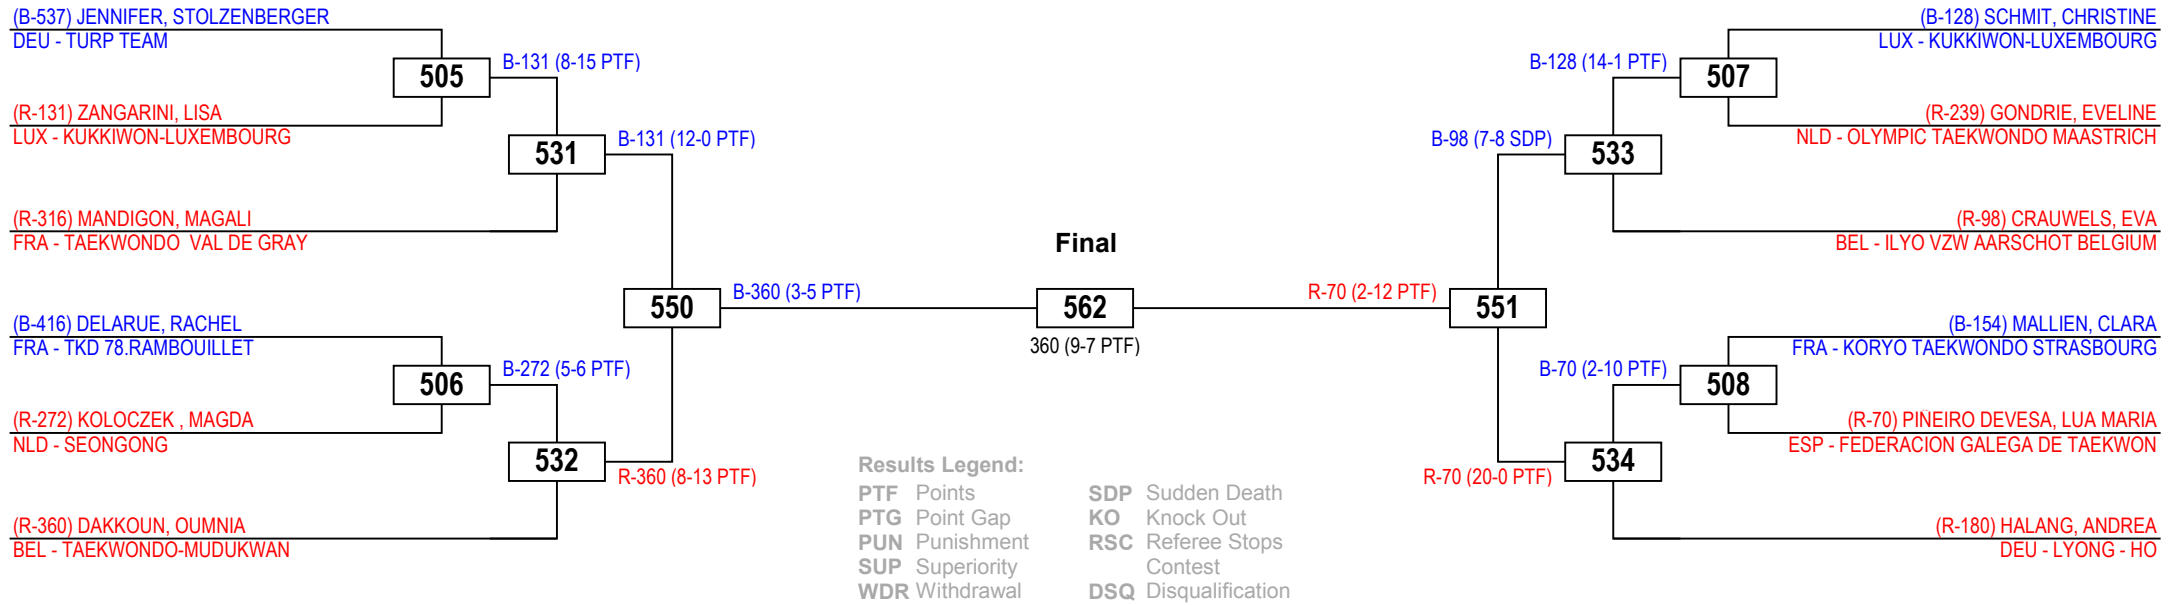 (B-537) JENNIFER, STOLZENBERGER
DEU - TURP TEAM
505
B-131 (8-15 PTF)
(R-131) ZANGARINI, LISA
LUX - KUKKIWON-LUXEMBOURG
531
B-131 (12-0 PTF)
(R-316) MANDIGON, MAGALI
FRA - TAEKWONDO  VAL DE GRAY
550
B-360 (3-5 PTF)
(B-416) DELARUE, RACHEL
FRA - TKD 78.RAMBOUILLET
506
B-272 (5-6 PTF)
(R-272) KOLOCZEK , MAGDA
NLD - SEONGONG
532
R-360 (8-13 PTF)
(R-360) DAKKOUN, OUMNIA
BEL - TAEKWONDO-MUDUKWAN
Final
562
360 (9-7 PTF)
(B-128) SCHMIT, CHRISTINE
LUX - KUKKIWON-LUXEMBOURG
B-128 (14-1 PTF)
507
(R-239) GONDRIE, EVELINE
NLD - OLYMPIC TAEKWONDO MAASTRICH
B-98 (7-8 SDP)
533
(R-98) CRAUWELS, EVA
BEL - ILYO VZW AARSCHOT BELGIUM
R-70 (2-12 PTF)
551
(B-154) MALLIEN, CLARA
FRA - KORYO TAEKWONDO STRASBOURG
B-70 (2-10 PTF)
508
(R-70) PIÑEIRO DEVESA, LUA MARIA
ESP - FEDERACION GALEGA DE TAEKWON
R-70 (20-0 PTF)
534
(R-180) HALANG, ANDREA
DEU - LYONG - HO
Results Legend:
PTF Points
PTG Point Gap
PUN Punishment
SUP Superiority
WDR Withdrawal
SDP Sudden Death
KO Knock Out
RSC Referee Stops
Contest
DSQ Disqualification